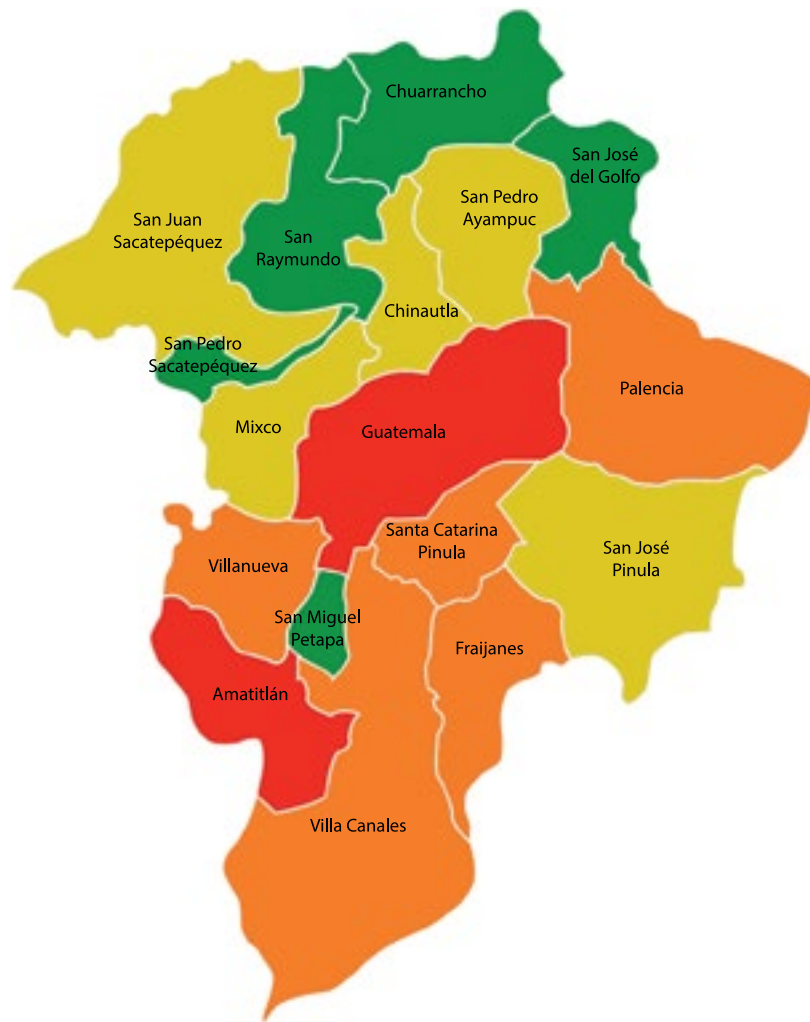 Chuarrancho
San José
del Golfo
San Pedro
Ayampuc
San Juan
Sacatepéquez
San
Raymundo
Chinautla
San Pedro
Sacatepéquez
Palencia
Mixco
Guatemala
Santa Catarina
Pinula
San José
Pinula
Villanueva
San Miguel
Petapa
Fraijanes
Amatitlán
Villa Canales